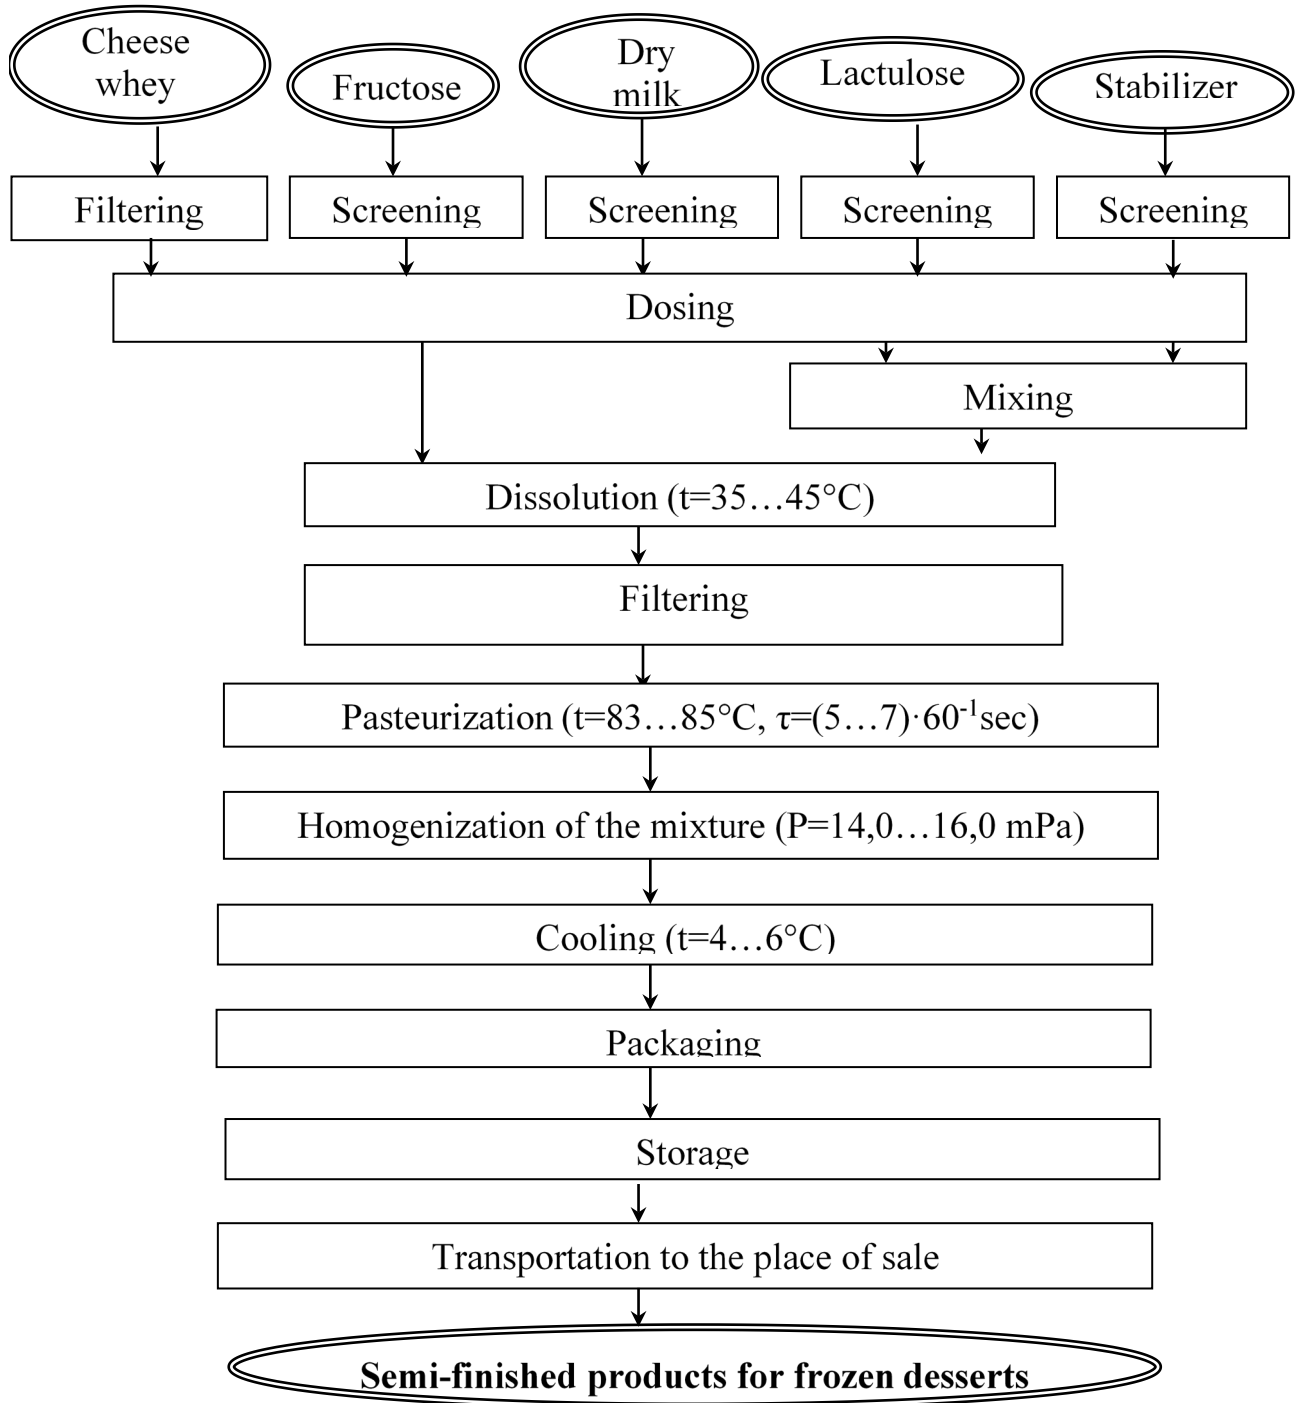 Cheese
whey
Fructose
Dry
milk
Lactulose
Stabilizer
Filtering
Screening
Screening
Screening
Screening
Dosing
Mixing
Dissolution (t=35…45°C)
Filtering
Pasteurization (t=83…85°C, τ=(5…7)·60⁻¹sec)
Homogenization of the mixture (P=14,0…16,0 mPa)
Cooling (t=4…6°C)
Packaging
Storage
Transportation to the place of sale
Semi-finished products for frozen desserts